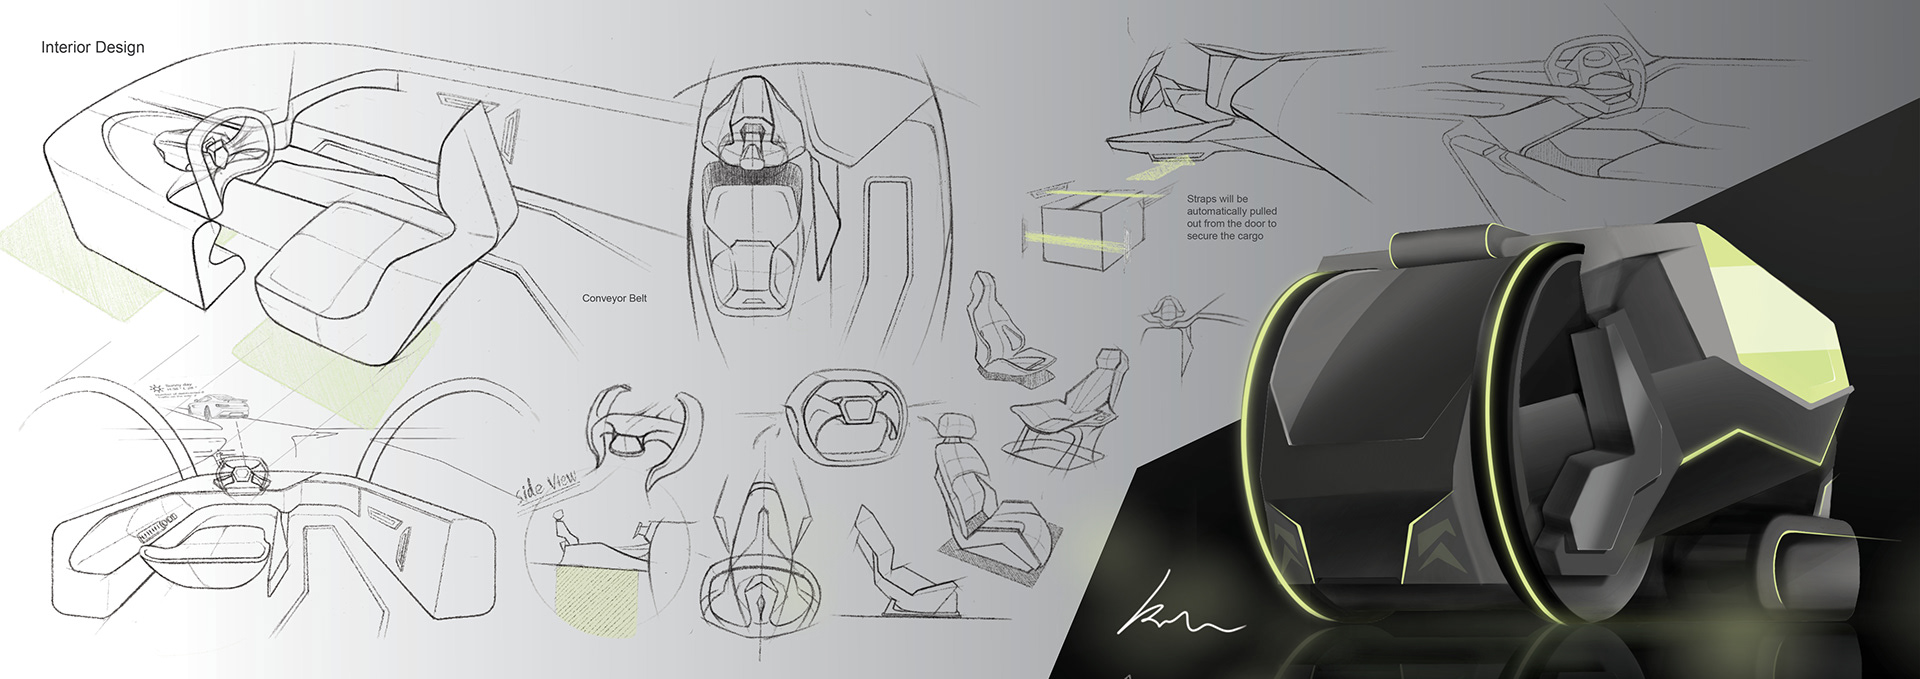 Interior Design
Straps will be
automatically pulled
out from the door to
secure the cargo
Conveyor Belt
side View